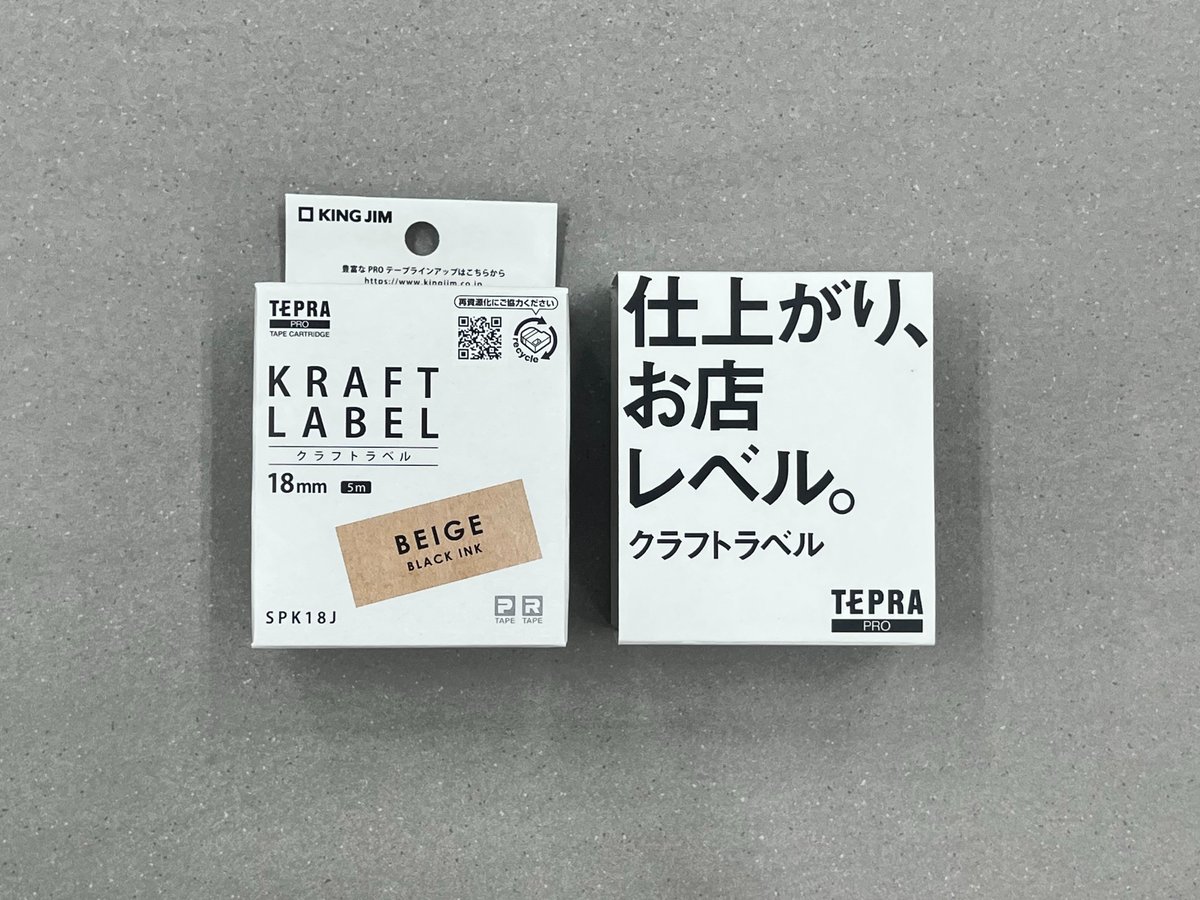 KING JIM
豊富な PRO テープラインアップはこちらから
https://www.kingjim.co.jp
TEPRA
PRO
TAPE CARTRIDGE
再資源化にご協力ください
recycle
KRAFT
LABEL
クラフトラベル
18mm 5m
BEIGE
BLACK INK
SPK18J
P R
TAPE TAPE
仕上がり、
お店
レベル。
クラフトラベル
TEPRA
PRO